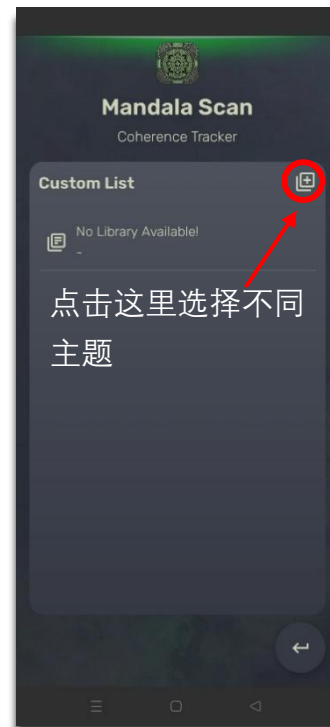 Mandala Scan
Coherence Tracker
Custom List
No Library Available!
-
点击这里选择不同
主题